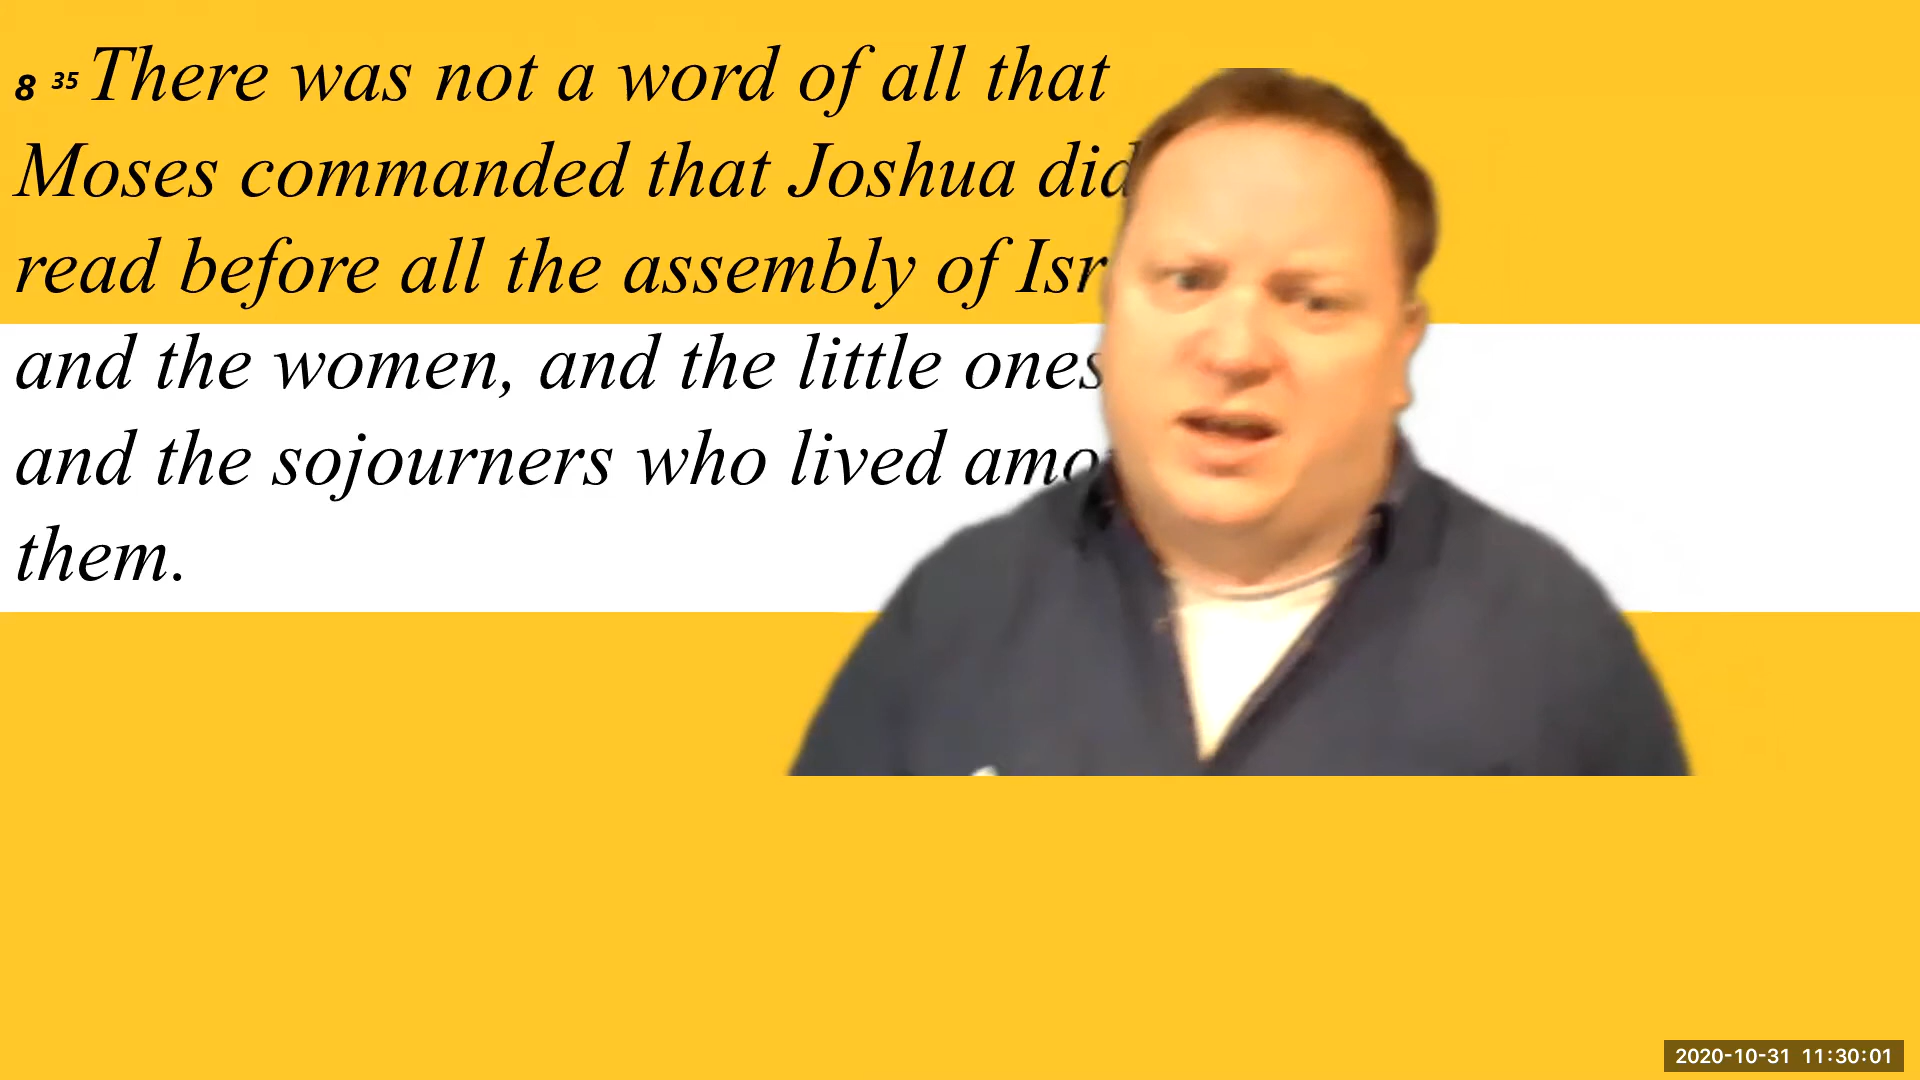 8 35 There was not a word of all that
Moses commanded that Joshua did
read before all the assembly of Isr
and the women, and the little ones
and the sojourners who lived amo
them.
2020-10-31 11:30:01